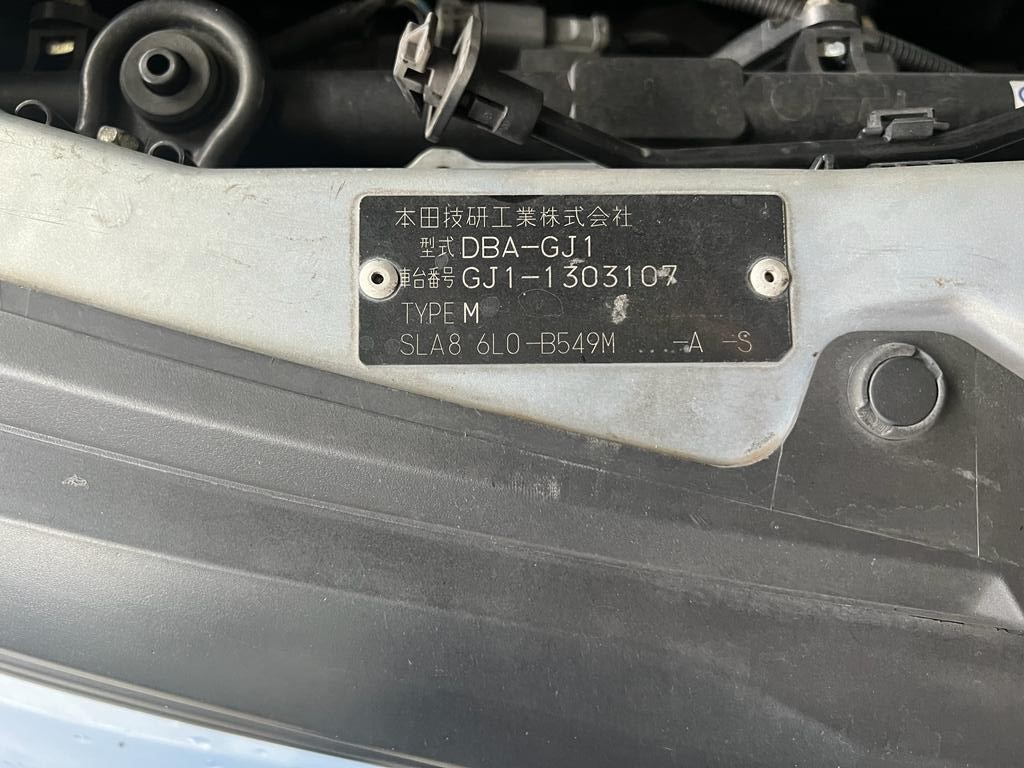 本田技研工業株式会社
型式 DBA-GJ1
車台番号 GJ1-1303107
TYPE M
SLA8 6L0-B549M -A -S